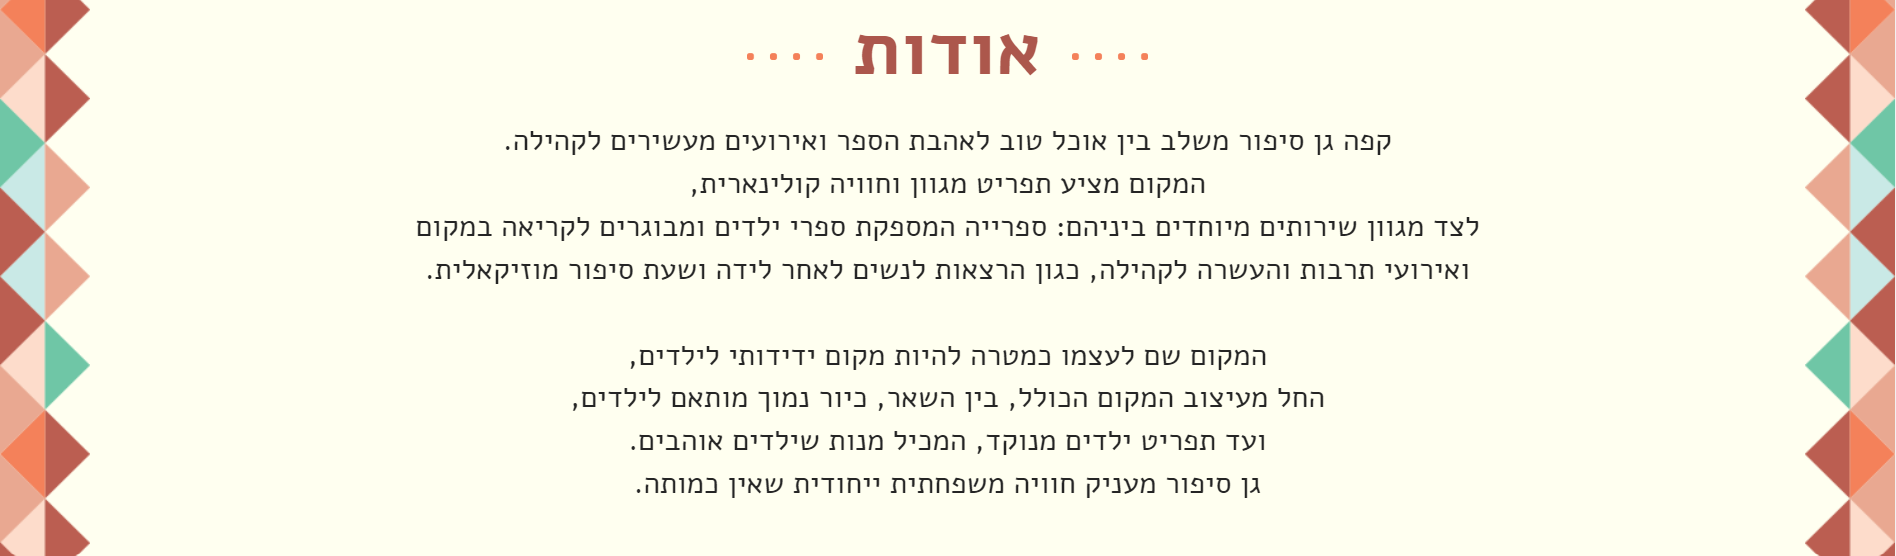 אודות
קפה גן סיפור משלב בין אוכל טוב לאהבת הספר ואירועים מעשירים לקהילה.
המקום מציע תפריט מגוון וחוויה קולינארית,
לצד מגוון שירותים מיוחדים ביניהם: ספרייה המספקת ספרי ילדים ומבוגרים לקריאה במקום
ואירועי תרבות והעשרה לקהילה, כגון הרצאות לנשים לאחר לידה ושעת סיפור מוזיקאלית.
המקום שם לעצמו כמטרה להיות מקום ידידותי לילדים,
החל מעיצוב המקום הכולל, בין השאר, כיור נמוך מותאם לילדים,
ועד תפריט ילדים מנוקד, המכיל מנות שילדים אוהבים.
גן סיפור מעניק חוויה משפחתית ייחודית שאין כמותה.